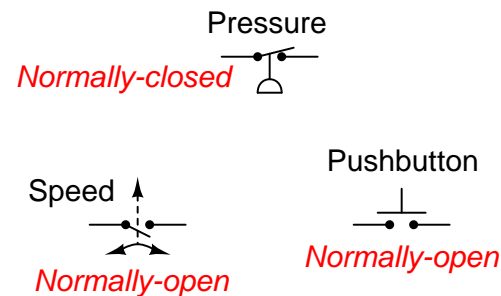 Pressure
Normally-closed
Speed
Normally-open
Pushbutton
Normally-open